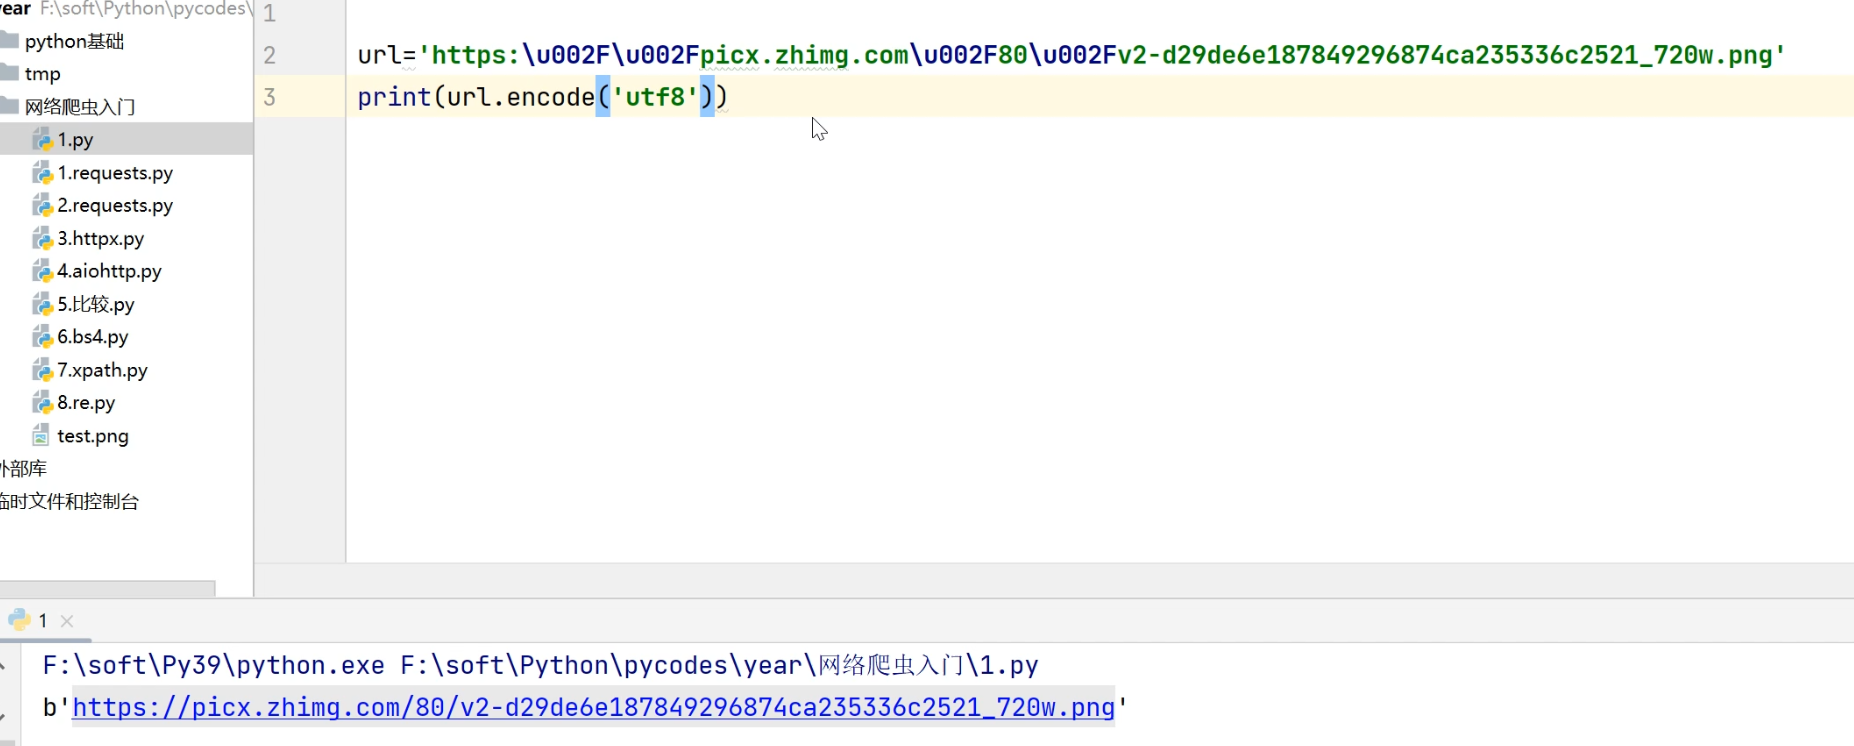 year F:\soft\Python\pycodes\
python基础
tmp
网络爬虫入门
1.py
1.requests.py
2.requests.py
3.httpx.py
4.aiohttp.py
5.比较.py
6.bs4.py
7.xpath.py
8.re.py
test.png
外部库
临时文件和控制台
1
2 url='https:\u002F\u002Fpicx.zhimg.com\u002F80\u002Fv2-d29de6e187849296874ca235336c2521_720w.png'
3 print(url.encode('utf8'))
1
F:\soft\Py39\python.exe F:\soft\Python\pycodes\year\网络爬虫入门\1.py
b'https://picx.zhimg.com/80/v2-d29de6e187849296874ca235336c2521_720w.png'